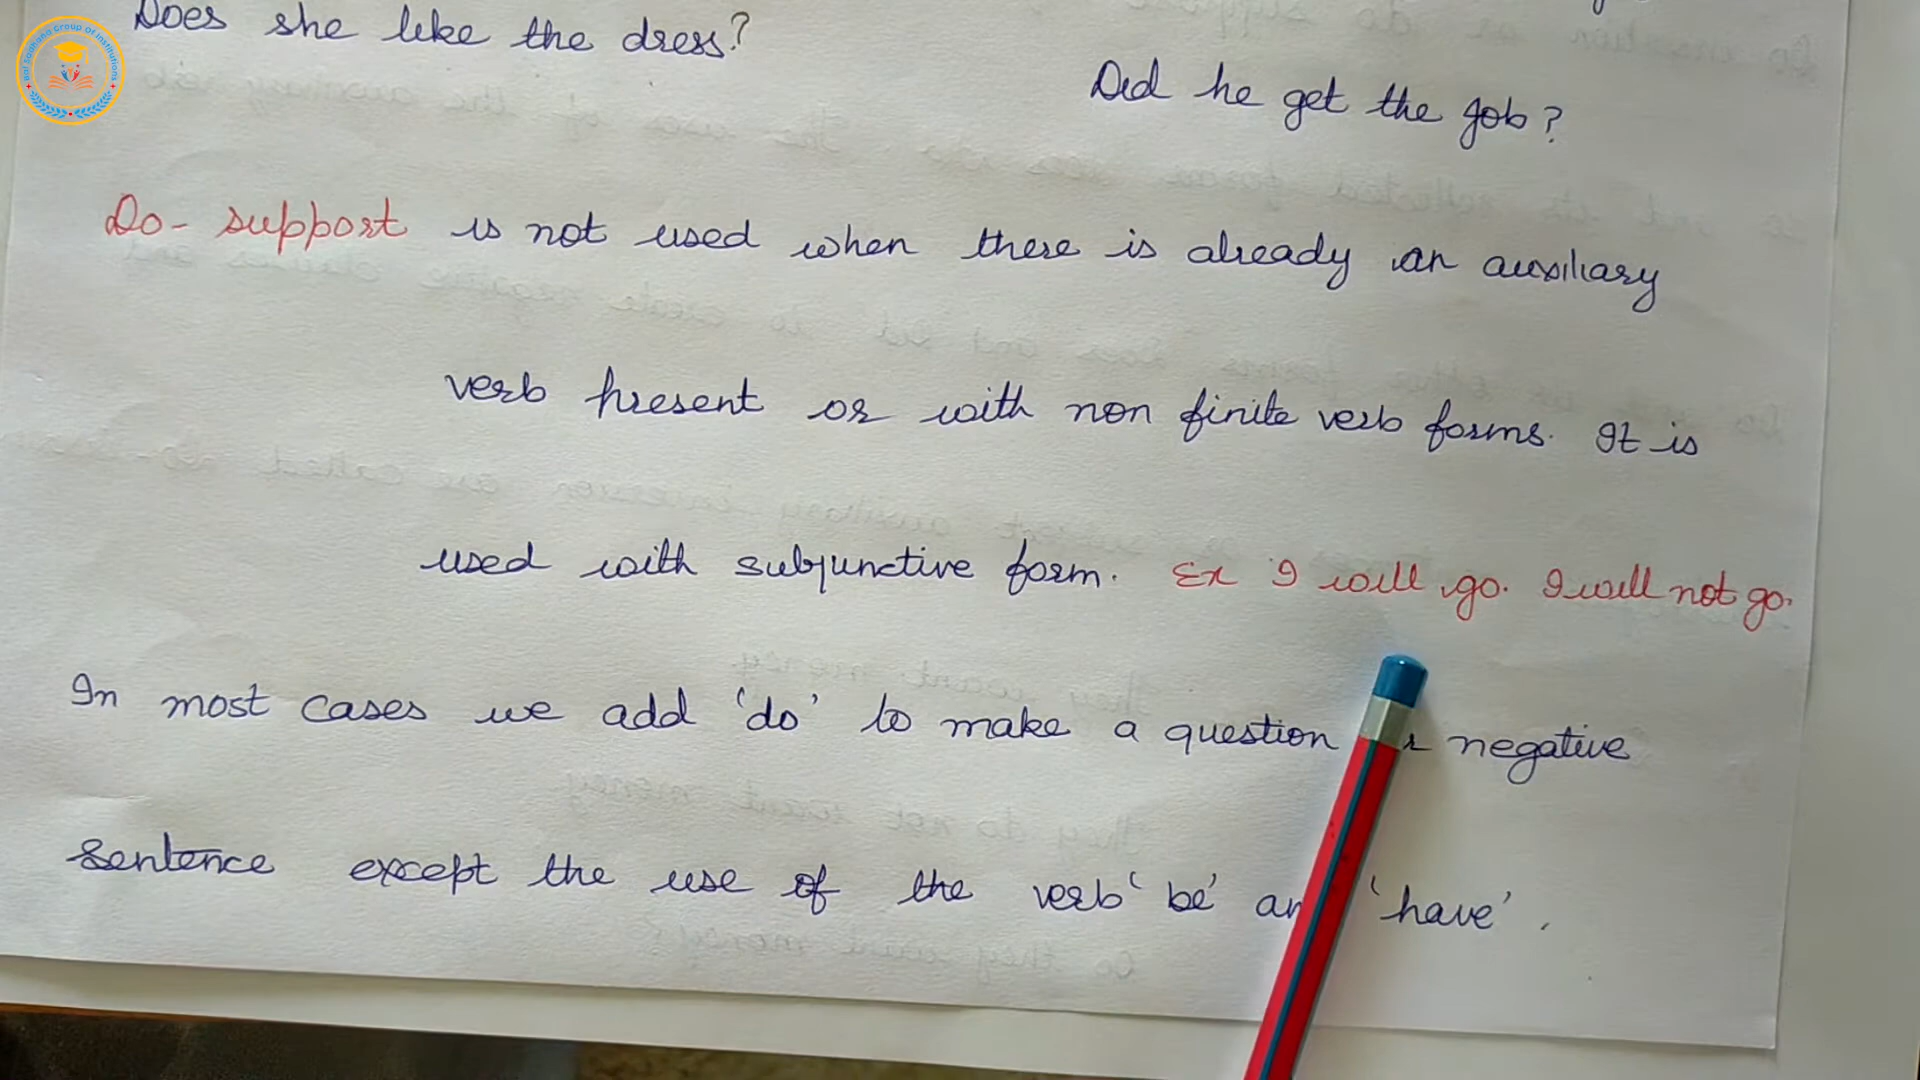 Does she like the dress?
Did he get the job?
Do-support is not used when there is already an auxiliary
verb present or with non finite verb forms. It is
used with subjunctive form. Ex I will go. I will not go.
In most cases we add 'do' to make a question negative
sentence except the use of the verb 'be' 'have'.